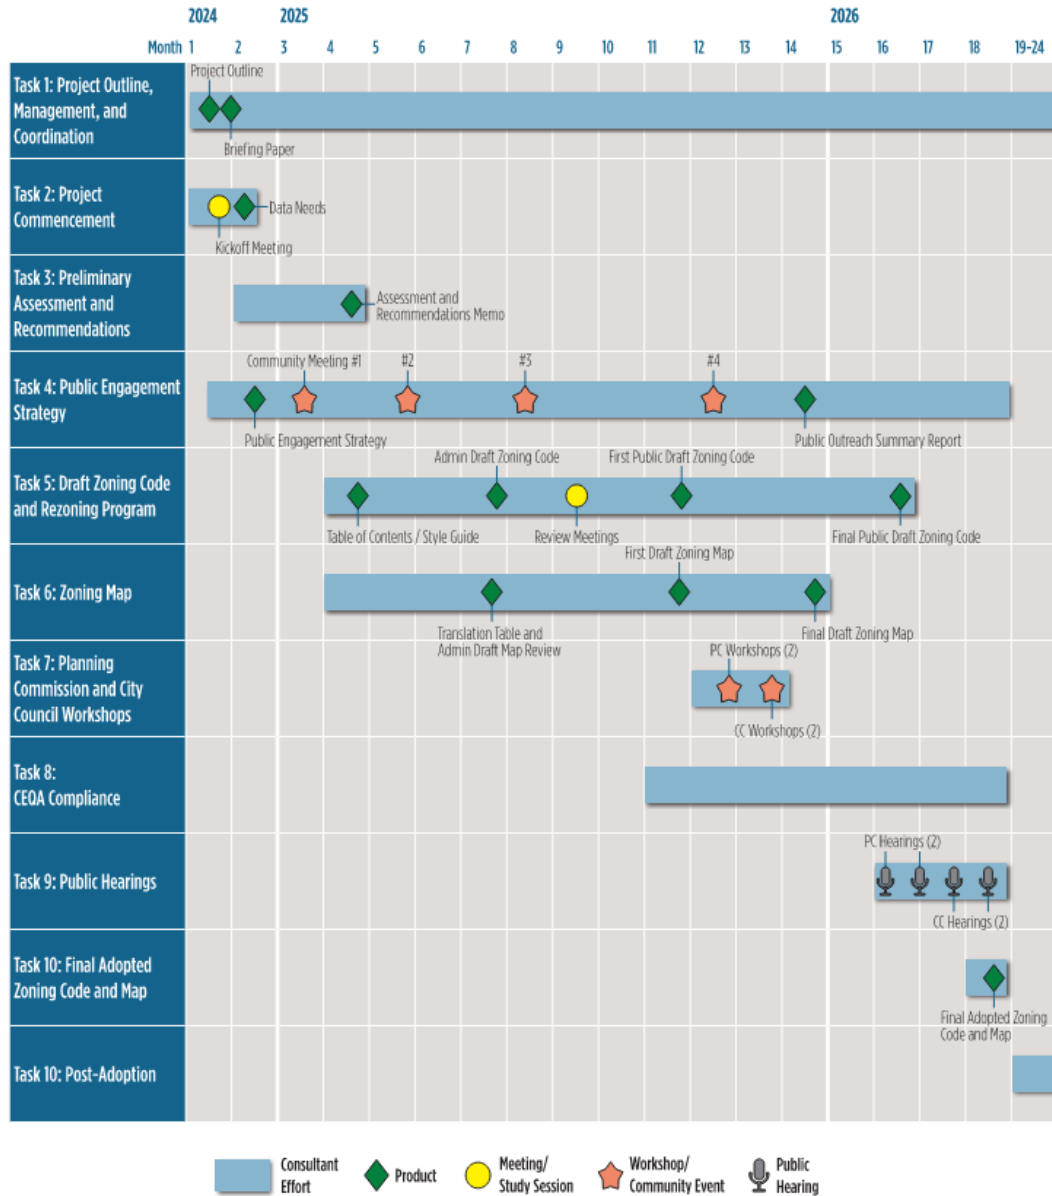 2024 2025 2026
Month 1 2 3 4 5 6 7 8 9 10 11 12 13 14 15 16 17 18 19-24
Task 1: Project Outline,
Management, and
Coordination
Project Outline
Briefing Paper
Task 2: Project
Commencement
Data Needs
Kickoff Meeting
Task 3: Preliminary
Assessment and
Recommendations
Assessment and
Recommendations Memo
Task 4: Public Engagement
Strategy
Community Meeting #1 #2 #3 #4
Public Engagement Strategy
Public Outreach Summary Report
Task 5: Draft Zoning Code
and Rezoning Program
Admin Draft Zoning Code
First Public Draft Zoning Code
Table of Contents / Style Guide
Review Meetings
Final Public Draft Zoning Code
Task 6: Zoning Map
First Draft Zoning Map
Translation Table and
Admin Draft Map Review
Final Draft Zoning Map
Task 7: Planning
Commission and City
Council Workshops
PC Workshops (2)
CC Workshops (2)
Task 8:
CEQA Compliance
Task 9: Public Hearings
PC Hearings (2)
CC Hearings (2)
Task 10: Final Adopted
Zoning Code and Map
Final Adopted Zoning
Code and Map
Task 10: Post-Adoption
Consultant
Effort
Product
Meeting/
Study Session
Workshop/
Community Event
Public
Hearing